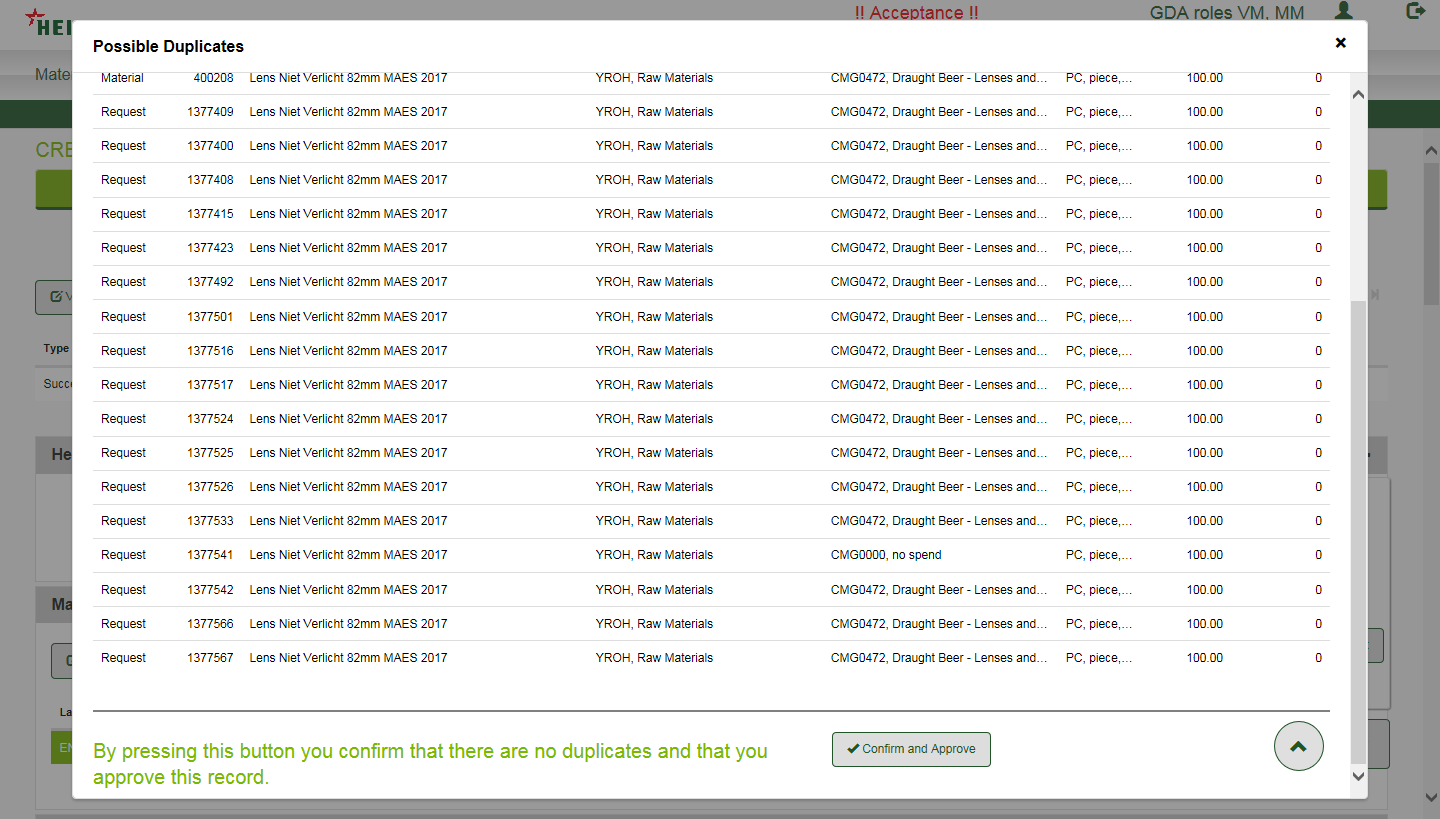 HEI
!! Acceptance !!
GDA roles VM, MM
Possible Duplicates
Mate
Material 400208 Lens Niet Verlicht 82mm MAES 2017 YROH, Raw Materials CMG0472, Draught Beer - Lenses and... PC, piece,... 100.00 0
Request 1377409 Lens Niet Verlicht 82mm MAES 2017 YROH, Raw Materials CMG0472, Draught Beer - Lenses and... PC, piece,... 100.00 0
CRE
Request 1377400 Lens Niet Verlicht 82mm MAES 2017 YROH, Raw Materials CMG0472, Draught Beer - Lenses and... PC, piece,... 100.00 0
Request 1377408 Lens Niet Verlicht 82mm MAES 2017 YROH, Raw Materials CMG0472, Draught Beer - Lenses and... PC, piece,... 100.00 0
Request 1377415 Lens Niet Verlicht 82mm MAES 2017 YROH, Raw Materials CMG0472, Draught Beer - Lenses and... PC, piece,... 100.00 0
Request 1377423 Lens Niet Verlicht 82mm MAES 2017 YROH, Raw Materials CMG0472, Draught Beer - Lenses and... PC, piece,... 100.00 0
Request 1377492 Lens Niet Verlicht 82mm MAES 2017 YROH, Raw Materials CMG0472, Draught Beer - Lenses and... PC, piece,... 100.00 0
Request 1377501 Lens Niet Verlicht 82mm MAES 2017 YROH, Raw Materials CMG0472, Draught Beer - Lenses and... PC, piece,... 100.00 0
Type
Request 1377516 Lens Niet Verlicht 82mm MAES 2017 YROH, Raw Materials CMG0472, Draught Beer - Lenses and... PC, piece,... 100.00 0
Succe
Request 1377517 Lens Niet Verlicht 82mm MAES 2017 YROH, Raw Materials CMG0472, Draught Beer - Lenses and... PC, piece,... 100.00 0
Request 1377524 Lens Niet Verlicht 82mm MAES 2017 YROH, Raw Materials CMG0472, Draught Beer - Lenses and... PC, piece,... 100.00 0
He
Request 1377525 Lens Niet Verlicht 82mm MAES 2017 YROH, Raw Materials CMG0472, Draught Beer - Lenses and... PC, piece,... 100.00 0
Request 1377526 Lens Niet Verlicht 82mm MAES 2017 YROH, Raw Materials CMG0472, Draught Beer - Lenses and... PC, piece,... 100.00 0
Request 1377533 Lens Niet Verlicht 82mm MAES 2017 YROH, Raw Materials CMG0472, Draught Beer - Lenses and... PC, piece,... 100.00 0
Request 1377541 Lens Niet Verlicht 82mm MAES 2017 YROH, Raw Materials CMG0000, no spend PC, piece,... 100.00 0
Request 1377542 Lens Niet Verlicht 82mm MAES 2017 YROH, Raw Materials CMG0472, Draught Beer - Lenses and... PC, piece,... 100.00 0
Ma
Request 1377566 Lens Niet Verlicht 82mm MAES 2017 YROH, Raw Materials CMG0472, Draught Beer - Lenses and... PC, piece,... 100.00 0
Request 1377567 Lens Niet Verlicht 82mm MAES 2017 YROH, Raw Materials CMG0472, Draught Beer - Lenses and... PC, piece,... 100.00 0
La
EN
By pressing this button you confirm that there are no duplicates and that you
approve this record.
Confirm and Approve